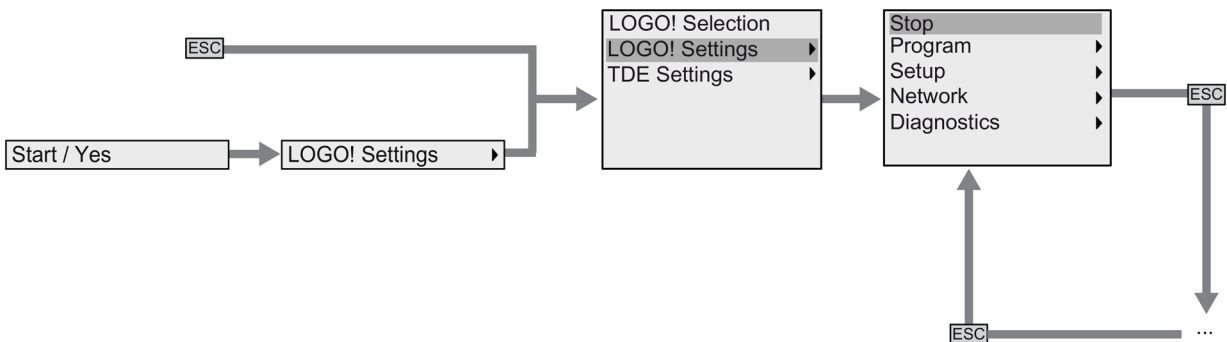 ESC
Start / Yes
LOGO! Settings
LOGO! Selection
LOGO! Settings
TDE Settings
Stop
Program
Setup
Network
Diagnostics
ESC
ESC
...